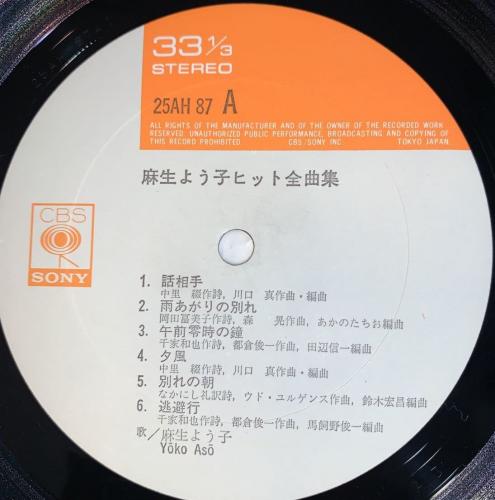 33 1/3
STEREO
25AH 87 A
ALL RIGHTS OF THE MANUFACTURER AND OF THE OWNER OF THE RECORDED WORK
RESERVED UNAUTHORIZED PUBLIC PERFORMANCE, BROADCASTING AND COPYING OF
THIS RECORD PROHIBITED CBS/SONY INC TOKYO JAPAN.
麻生よう子ヒット全曲集
CBS
SONY
1. 話相手
中里 綴作詩, 川口 真作曲・編曲
2. 雨あがりの別れ
阿田冨美子作詩, 森 晃作曲, あかのたちお編曲
3. 午前零時の鐘
千家和也作詩, 都倉俊一作曲, 田辺信一編曲
4. 夕風
中里 綴作詩, 川口 真作曲・編曲
5. 別れの朝
なかにし礼訳詩, ウド・ユルゲンス作曲, 鈴木宏昌編曲
6. 逃避行
千家和也作詩, 都倉俊一作曲, 馬飼野俊一編曲
歌/麻生よう子
Yōko Asō